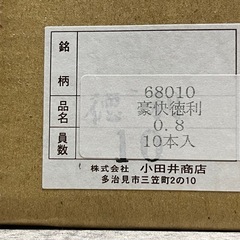 銘柄
品名
員数
68010
豪快徳利
0.8
10本入
株式会社 小田井商店
多治見市三笠町2の10